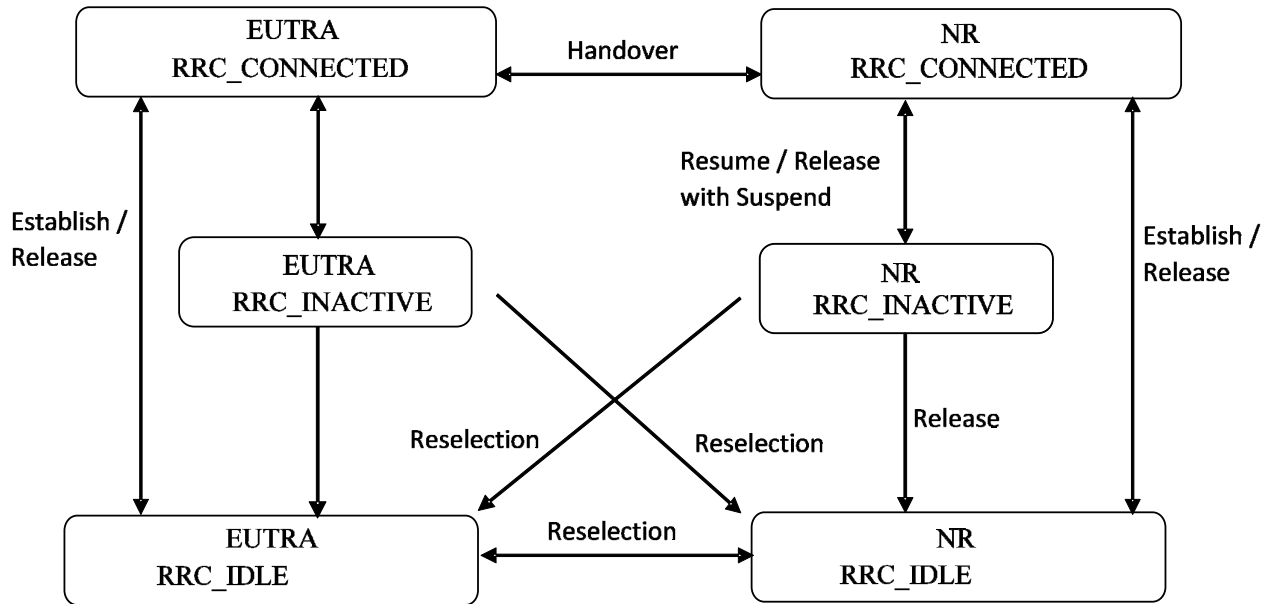 EUTRA
RRC_CONNECTED
Handover
NR
RRC_CONNECTED
Establish /
Release
Resume / Release
with Suspend
Establish /
Release
EUTRA
RRC_INACTIVE
NR
RRC_INACTIVE
Reselection
Reselection
Release
EUTRA
RRC_IDLE
Reselection
NR
RRC_IDLE